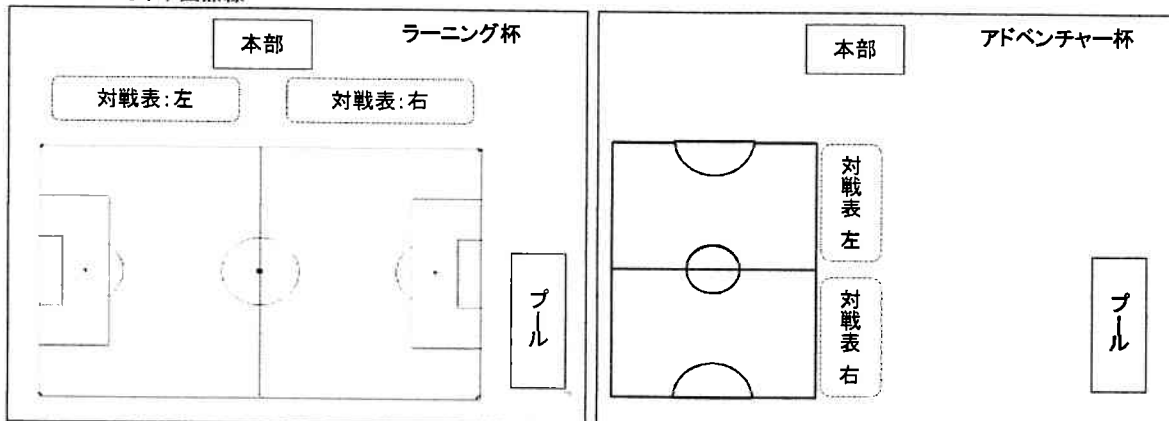 ラーニング杯
本部
対戦表:左
対戦表:右
プール
アドベンチャー杯
本部
対戦表 左
対戦表 右
プール